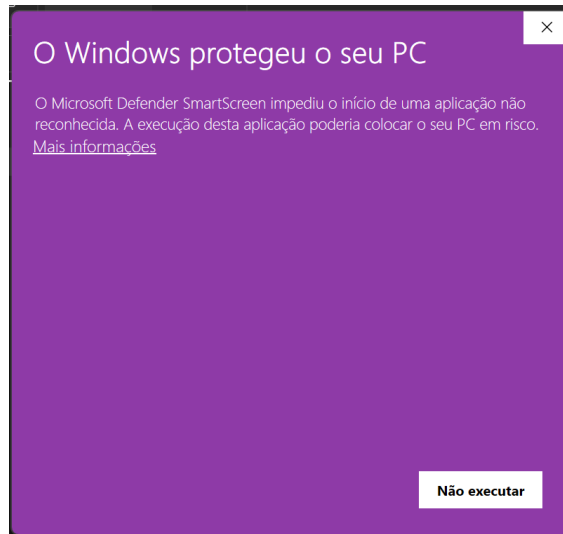 O Windows protegeu o seu PC
O Microsoft Defender SmartScreen impediu o início de uma aplicação não
reconhecida. A execução desta aplicação poderia colocar o seu PC em risco.
Mais informações
Não executar